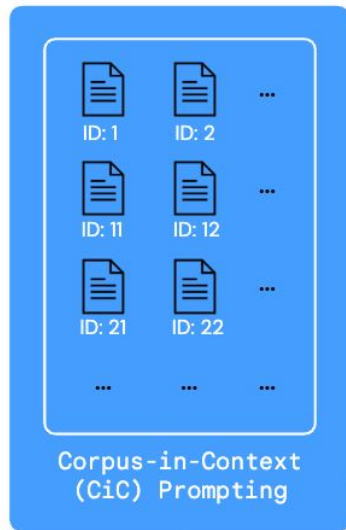 ID: 1 ID: 2 ...
ID: 11 ID: 12 ...
ID: 21 ID: 22 ...
... ... ...
Corpus-in-Context
(CiC) Prompting